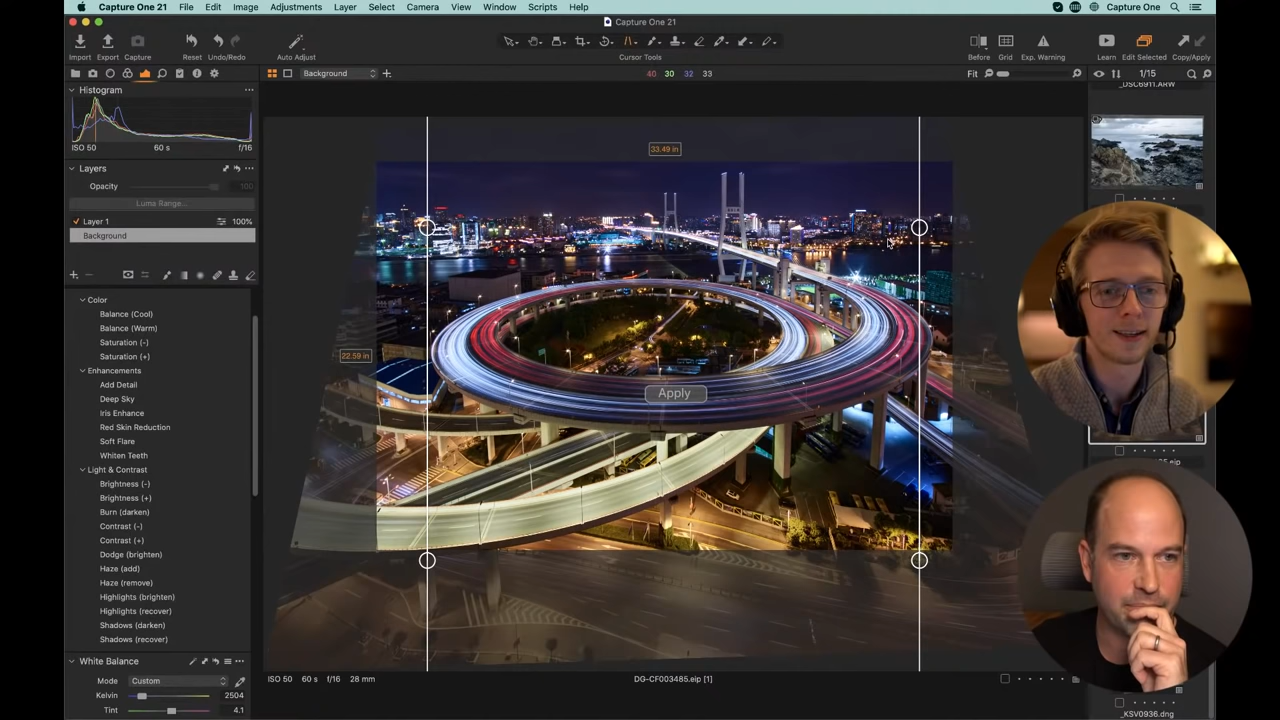 Capture One 21 File Edit Image Adjustments Layer Select Camera View Window Scripts Help Capture One
Capture One 21
Import Export Capture Reset Undo/Redo Auto Adjust Cursor Tools Before Grid Exp. Warning Learn Edit Selected Copy/Apply
Background 40 30 32 33 Fit 1/15
_DSC6911.ARW
Histogram
ISO 50 60 s f/16
Layers
Opacity 100
Luma Range...
Layer 1 100%
Background
Color
Balance (Cool)
Balance (Warm)
Saturation (-)
Saturation (+)
Enhancements
Add Detail
Deep Sky
Iris Enhance
Red Skin Reduction
Soft Flare
Whiten Teeth
Light & Contrast
Brightness (-)
Brightness (+)
Burn (darken)
Contrast (-)
Contrast (+)
Dodge (brighten)
Haze (add)
Haze (remove)
Highlights (brighten)
Highlights (recover)
Shadows (darken)
Shadows (recover)
White Balance
Mode Custom
Kelvin 2504
Tint 4.1
33.49 in
22.59 in
Apply
ISO 50 60 s f/16 28 mm DG-CF003485.eip [1]
_KSV0936.dng